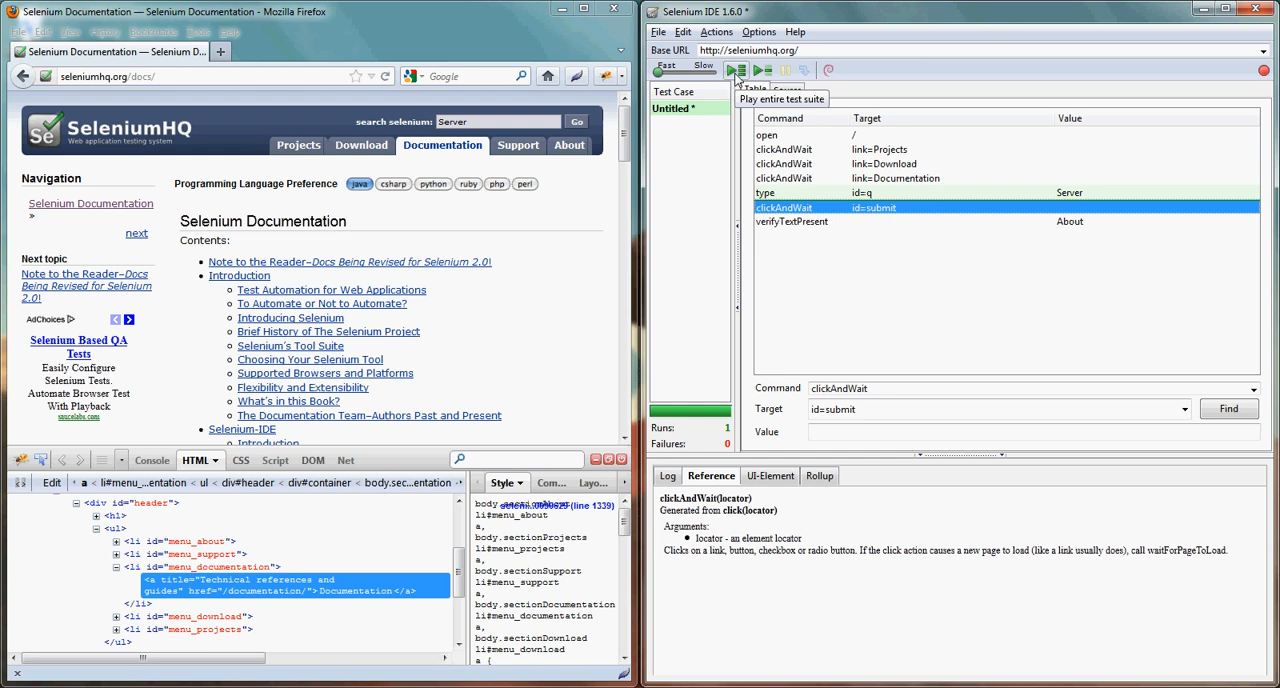 Selenium Documentation — Selenium Documentation - Mozilla Firefox
File Edit View History Bookmarks Tools Help
Selenium Documentation — Selenium D... +
seleniumhq.org/docs/
Google
SeleniumHQ
Web application testing system
Se
search selenium: Server Go
Projects Download Documentation Support About
Navigation
Selenium Documentation
»
next
Next topic
Note to the Reader–Docs
Being Revised for Selenium
2.0!
AdChoices
Selenium Based QA
Tests
Easily Configure
Selenium Tests.
Automate Browser Test
With Playback
saucelabs.com
Programming Language Preference java csharp python ruby php perl
Selenium Documentation
Contents:
Note to the Reader–Docs Being Revised for Selenium 2.0!
Introduction
Test Automation for Web Applications
To Automate or Not to Automate?
Introducing Selenium
Brief History of The Selenium Project
Selenium's Tool Suite
Choosing Your Selenium Tool
Supported Browsers and Platforms
Flexibility and Extensibility
What's in this Book?
The Documentation Team–Authors Past and Present
Selenium-IDE
Introduction
Console HTML CSS Script DOM Net
Edit a < li#menu_...entation < ul < div#header < div#container < body.sec...entation
<div id="header">
<h1>
<ul>
<li id="menu_about">
<li id="menu_support">
<li id="menu_documentation">
<a title="Technical references and
guides" href="/documentation/">Documentation</a>
</li>
<li id="menu_download">
<li id="menu_projects">
</ul>
Style Com... Layo...
li#menu_about
a,
body.sectionProjects
li#menu_projects
a,
body.sectionSupport
li#menu_support
a,
body.sectionDocumentation
li#menu_documentation
a,
body.sectionDownload
li#menu_download
a {
Selenium IDE 1.6.0 *
File Edit Actions Options Help
Base URL http://seleniumhq.org/
Fast Slow
Play entire test suite
Test Case
Untitled *
Runs: 1
Failures: 0
Table Source
Command Target Value
open /
clickAndWait link=Projects
clickAndWait link=Download
clickAndWait link=Documentation
type id=q Server
clickAndWait id=submit
verifyTextPresent About
Command clickAndWait
Target id=submit Find
Value
Log Reference UI-Element Rollup
clickAndWait(locator)
Generated from click(locator)
Arguments:
locator - an element locator
Clicks on a link, button, checkbox or radio button. If the click action causes a new page to load (like a link usually does), call waitForPageToLoad.